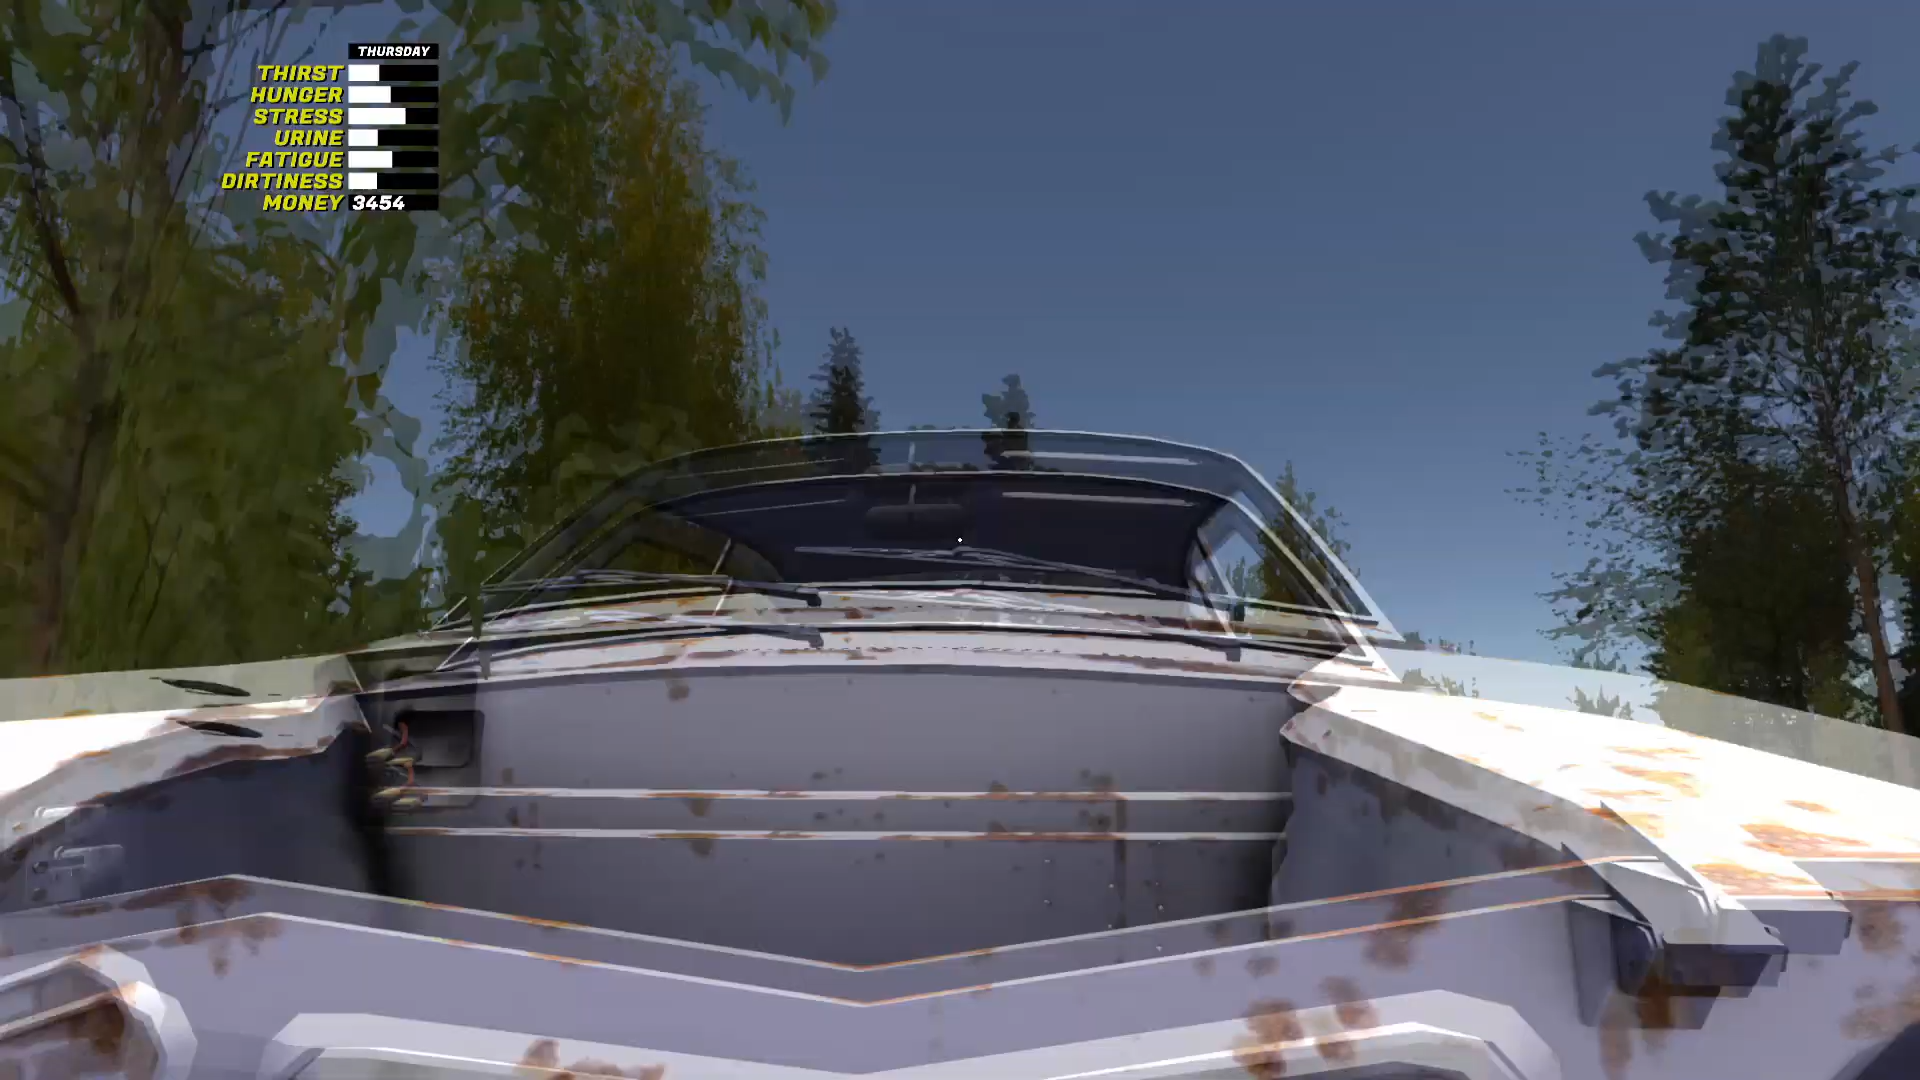 THURSDAY
THIRST
HUNGER
STRESS
URINE
FATIGUE
DIRTINESS
MONEY 3454